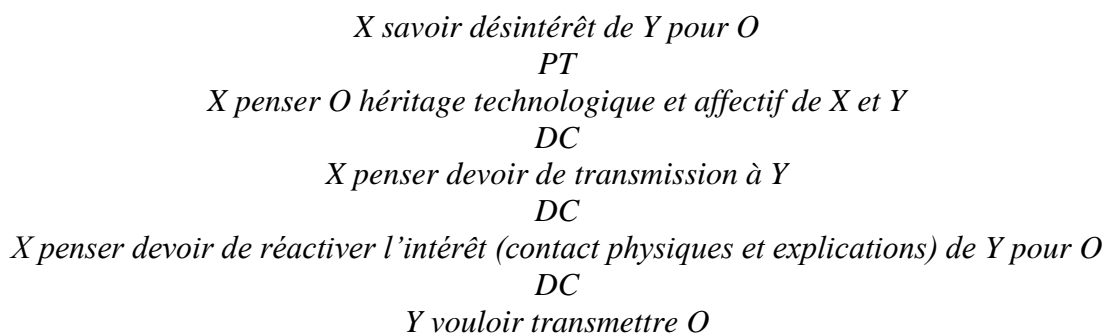 X savoir désintérêt de Y pour O
PT
X penser O héritage technologique et affectif de X et Y
DC
X penser devoir de transmission à Y
DC
X penser devoir de réactiver l’intérêt (contact physiques et explications) de Y pour O
DC
Y vouloir transmettre O